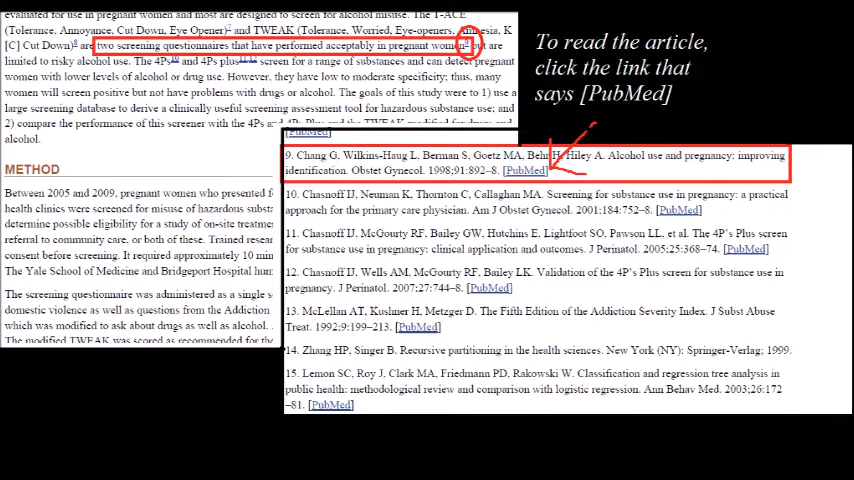 evaluated for use in pregnant women and most are designed to screen for alcohol misuse. The T-ACE
(Tolerance, Annoyance, Cut Down, Eye Opener)7 and TWEAK (Tolerance, Worried, Eye-openers, Amnesia, K
[C] Cut Down)8 are two screening questionnaires that have performed acceptably in pregnant women9 but are
limited to risky alcohol use. The 4Ps10 and 4Ps plus11,12 screen for a range of substances and can detect pregnant
women with lower levels of alcohol or drug use. However, they have low to moderate specificity; thus, many
women will screen positive but not have problems with drugs or alcohol. The goals of this study were to 1) use a
large screening database to derive a clinically useful screening assessment tool for hazardous substance use; and
2) compare the performance of this screener with the 4Ps and 4Ps Plus and the TWEAK modified for drugs and
alcohol.
METHOD
Between 2005 and 2009, pregnant women who presented f
health clinics were screened for misuse of hazardous substa
determine possible eligibility for a study of on-site treatme
referral to community care, or both of these. Trained resear
consent before screening. It required approximately 10 min
The Yale School of Medicine and Bridgeport Hospital hum
The screening questionnaire was administered as a single s
domestic violence as well as questions from the Addiction
which was modified to ask about drugs as well as alcohol.
The modified TWEAK was scored as recommended for the
To read the article,
click the link that
says [PubMed]
[PubMed]
9. Chang G, Wilkins-Haug L, Berman S, Goetz MA, Behr H, Hiley A. Alcohol use and pregnancy: improving
identification. Obstet Gynecol. 1998;91:892–8. [PubMed]
10. Chasnoff IJ, Neuman K, Thornton C, Callaghan MA. Screening for substance use in pregnancy: a practical
approach for the primary care physician. Am J Obstet Gynecol. 2001;184:752–8. [PubMed]
11. Chasnoff IJ, McGourty RF, Bailey GW, Hutchins E, Lightfoot SO, Pawson LL, et al. The 4P's Plus screen
for substance use in pregnancy: clinical application and outcomes. J Perinatol. 2005;25:368–74. [PubMed]
12. Chasnoff IJ, Wells AM, McGourty RF, Bailey LK. Validation of the 4P's Plus screen for substance use in
pregnancy. J Perinatol. 2007;27:744–8. [PubMed]
13. McLellan AT, Kushner H, Metzger D. The Fifth Edition of the Addiction Severity Index. J Subst Abuse
Treat. 1992;9:199–213. [PubMed]
14. Zhang HP, Singer B. Recursive partitioning in the health sciences. New York (NY): Springer-Verlag; 1999.
15. Lemon SC, Roy J, Clark MA, Friedmann PD, Rakowski W. Classification and regression tree analysis in
public health: methodological review and comparison with logistic regression. Ann Behav Med. 2003;26:172
–81. [PubMed]